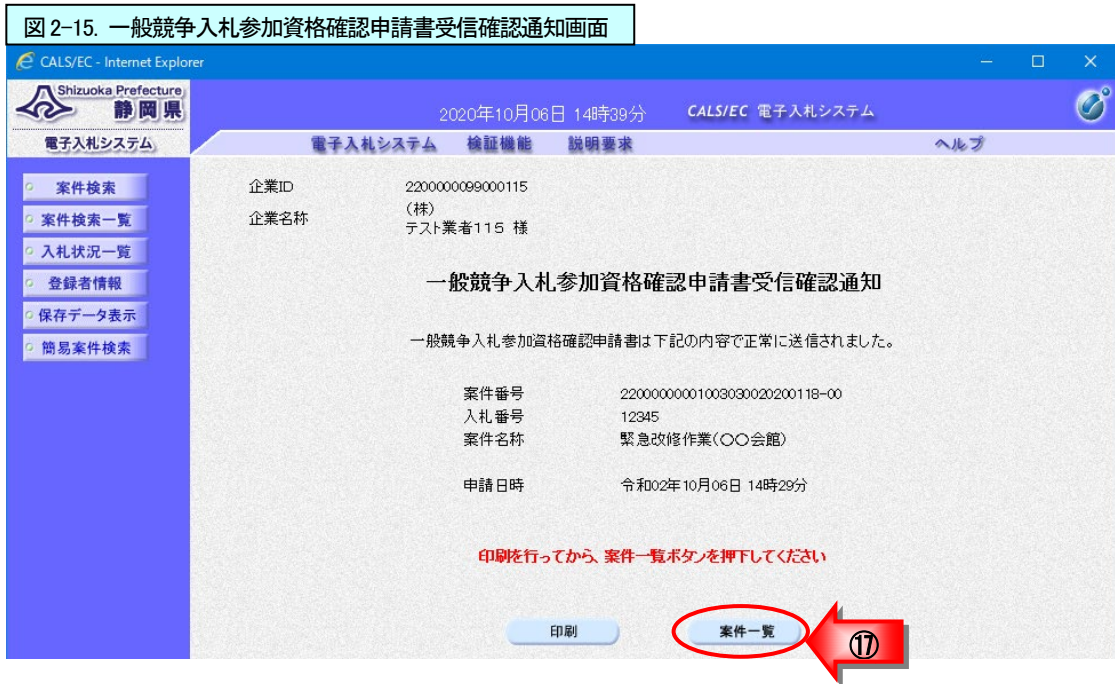 図2-15. 一般競争入札参加資格確認申請書受信確認通知画面
CALS/EC - Internet Explorer
Shizuoka Prefecture
静岡県
2020年10月06日 14時39分 CALS/EC 電子入札システム
電子入札システム
電子入札システム 検証機能 説明要求 ヘルプ
案件検索
案件検索一覧
入札状況一覧
登録者情報
保存データ表示
簡易案件検索
企業ID 2200000099000115
企業名称 (株)
テスト業者115 様
一般競争入札参加資格確認申請書受信確認通知
一般競争入札参加資格確認申請書は下記の内容で正常に送信されました。
案件番号 22000000001003030020200118-00
入札番号 12345
案件名称 緊急改修作業(〇〇会館)
申請日時 令和02年10月06日 14時29分
印刷を行ってから、案件一覧ボタンを押下してください
印刷 案件一覧
⑰